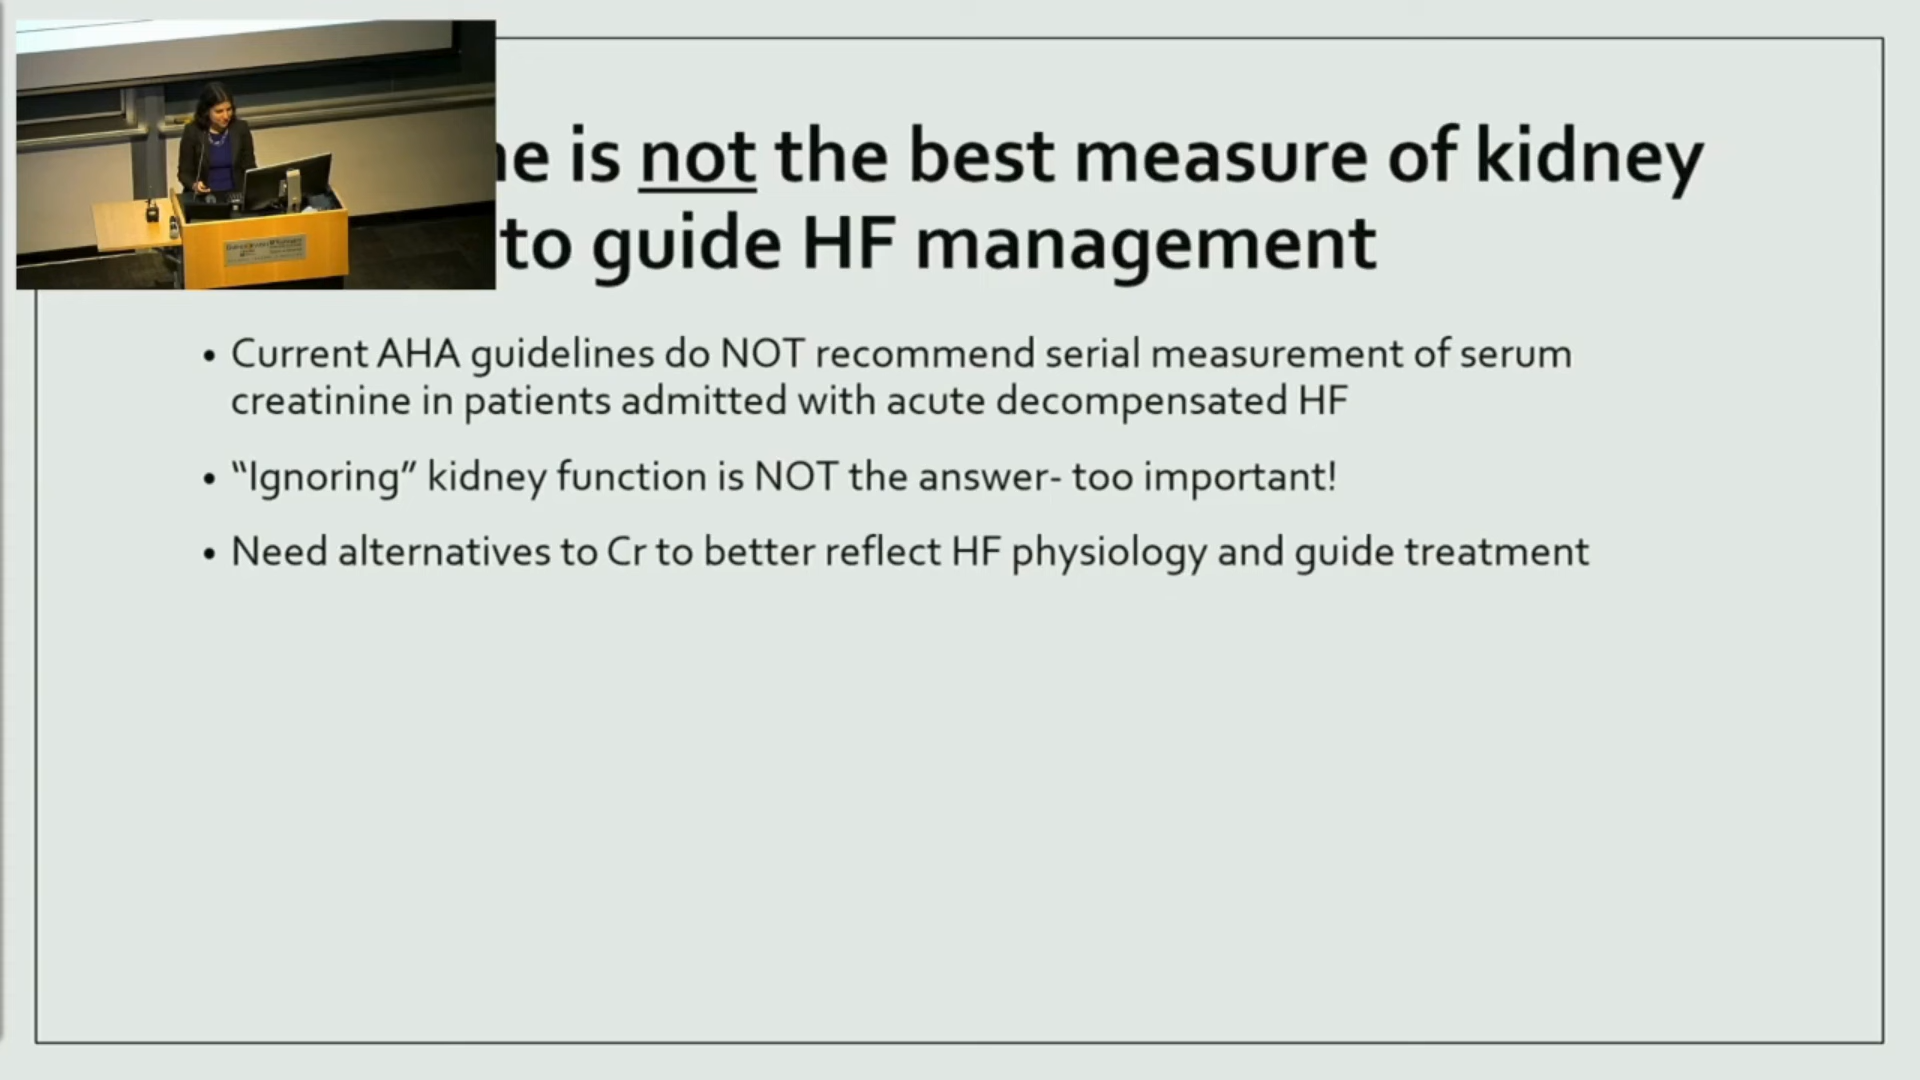 is not the best measure of kidney
to guide HF management
• Current AHA guidelines do NOT recommend serial measurement of serum
creatinine in patients admitted with acute decompensated HF
• “Ignoring” kidney function is NOT the answer- too important!
• Need alternatives to Cr to better reflect HF physiology and guide treatment